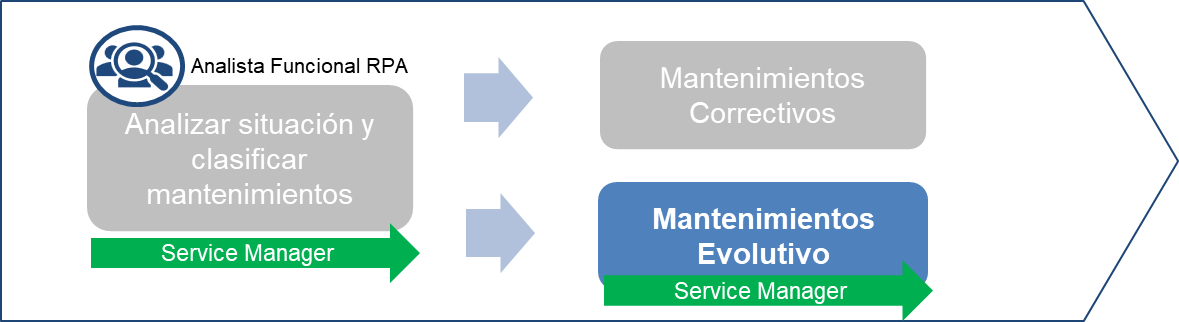 Analista Funcional RPA
Analizar situación y
clasificar
mantenimientos
Service Manager
Mantenimientos
Correctivos
Mantenimientos
Evolutivo
Service Manager